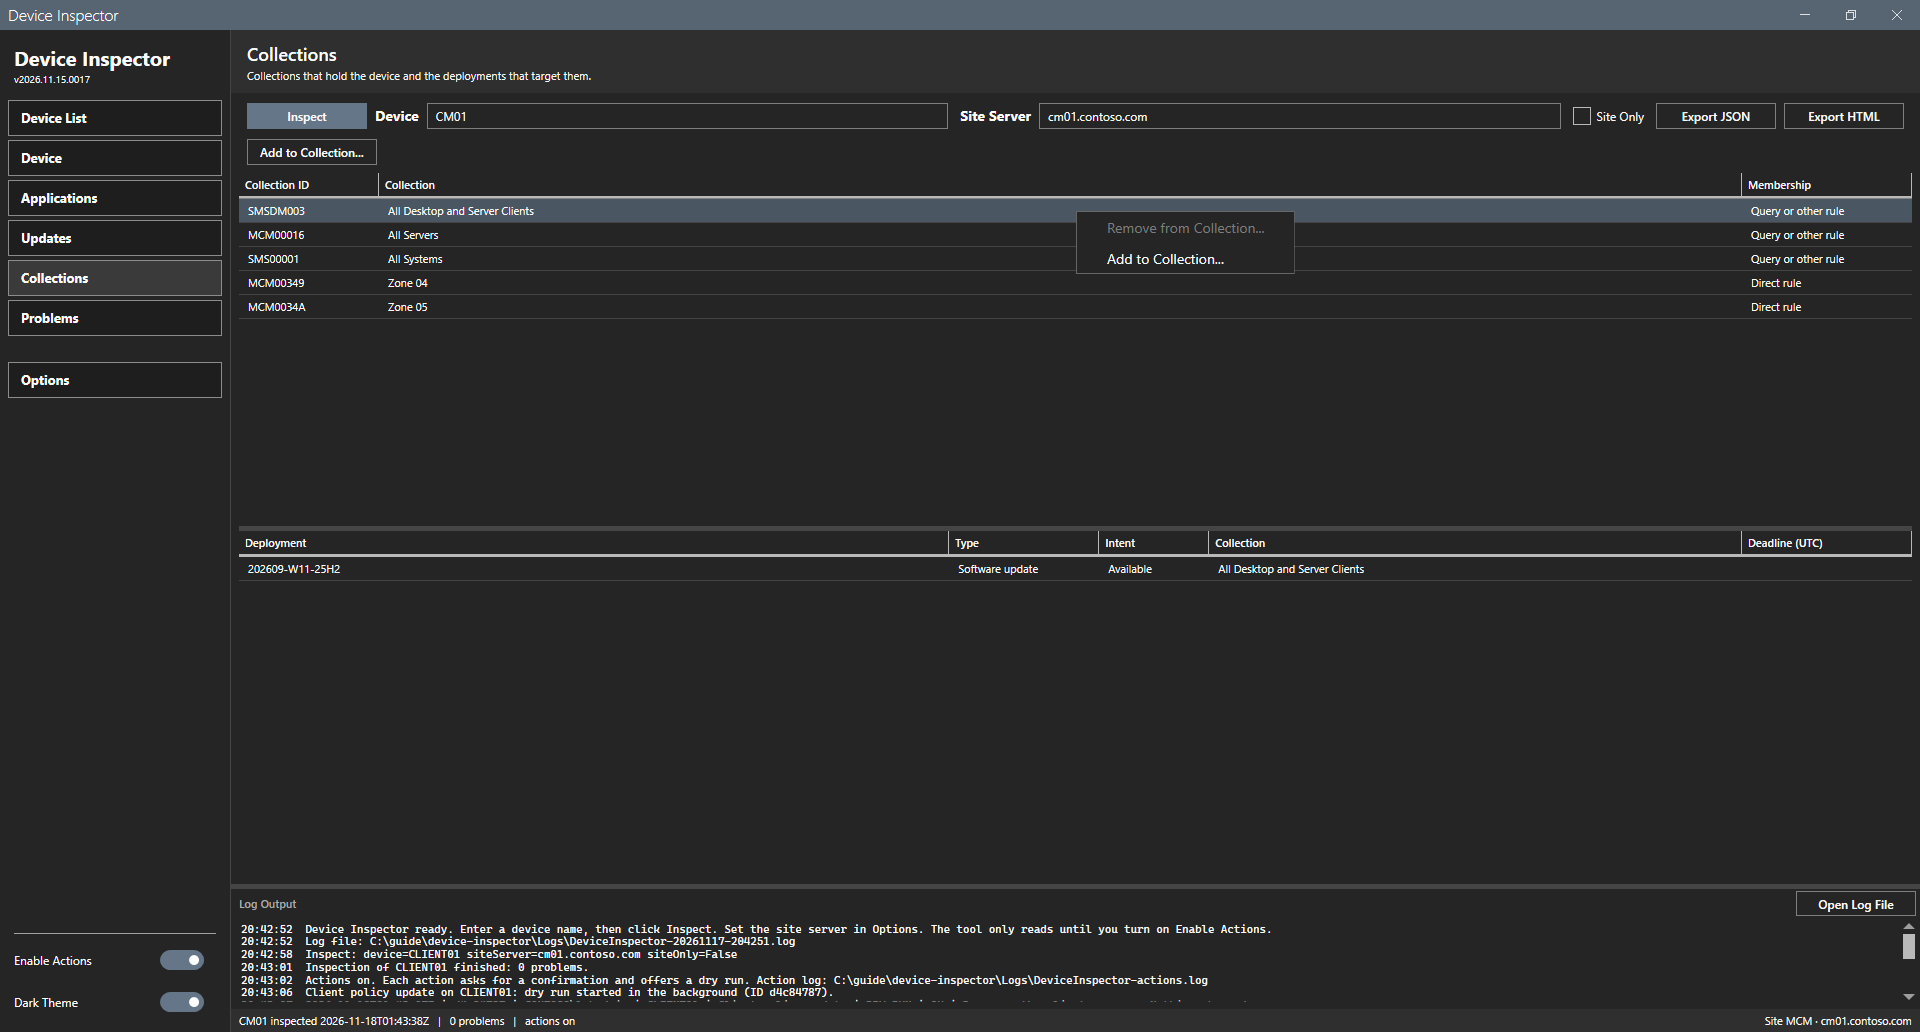 Device Inspector
Device Inspector
v2026.11.15.0017
Device List
Device
Applications
Updates
Collections
Problems
Options
Enable Actions
Dark Theme
Collections
Collections that hold the device and the deployments that target them.
Inspect Device CM01 Site Server cm01.contoso.com Site Only Export JSON Export HTML
Add to Collection...
Collection ID Collection Membership
SMSDM003 All Desktop and Server Clients Query or other rule
MCM00016 All Servers Query or other rule
SMS00001 All Systems Query or other rule
MCM00349 Zone 04 Direct rule
MCM0034A Zone 05 Direct rule
Remove from Collection...
Add to Collection...
Deployment Type Intent Collection Deadline (UTC)
202609-W11-25H2 Software update Available All Desktop and Server Clients
Log Output
Open Log File
20:42:52 Device Inspector ready. Enter a device name, then click Inspect. Set the site server in Options. The tool only reads until you turn on Enable Actions.
20:42:52 Log file: C:\guide\device-inspector\Logs\DeviceInspector-20261117-204251.log
20:42:58 Inspect: device=CLIENT01 siteServer=cm01.contoso.com siteOnly=False
20:43:01 Inspection of CLIENT01 finished: 0 problems.
20:43:02 Actions on. Each action asks for a confirmation and offers a dry run. Action log: C:\guide\device-inspector\Logs\DeviceInspector-actions.log
20:43:06 Client policy update on CLIENT01: dry run started in the background (ID d4c84787).
CM01 inspected 2026-11-18T01:43:38Z | 0 problems | actions on
Site MCM · cm01.contoso.com